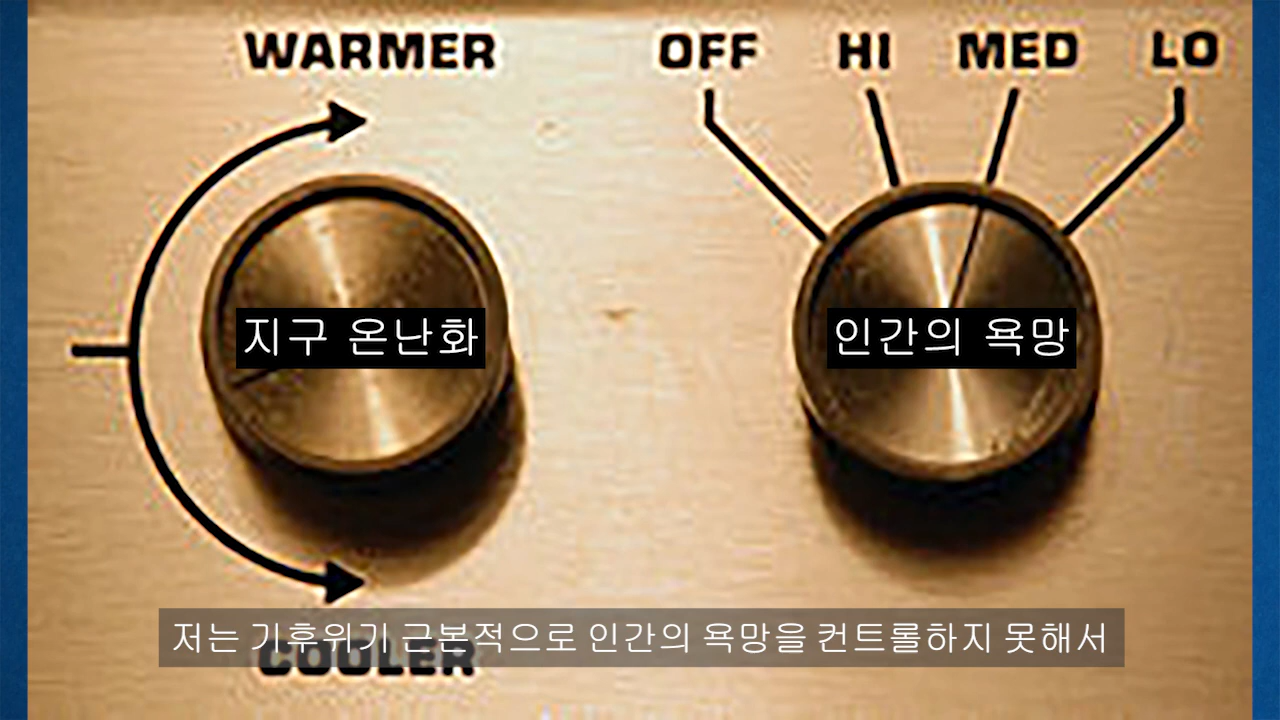 WARMER
OFF HI MED LO
지구 온난화
인간의 욕망
저는 기후위기 근본적으로 인간의 욕망을 컨트롤하지 못해서
COOLER